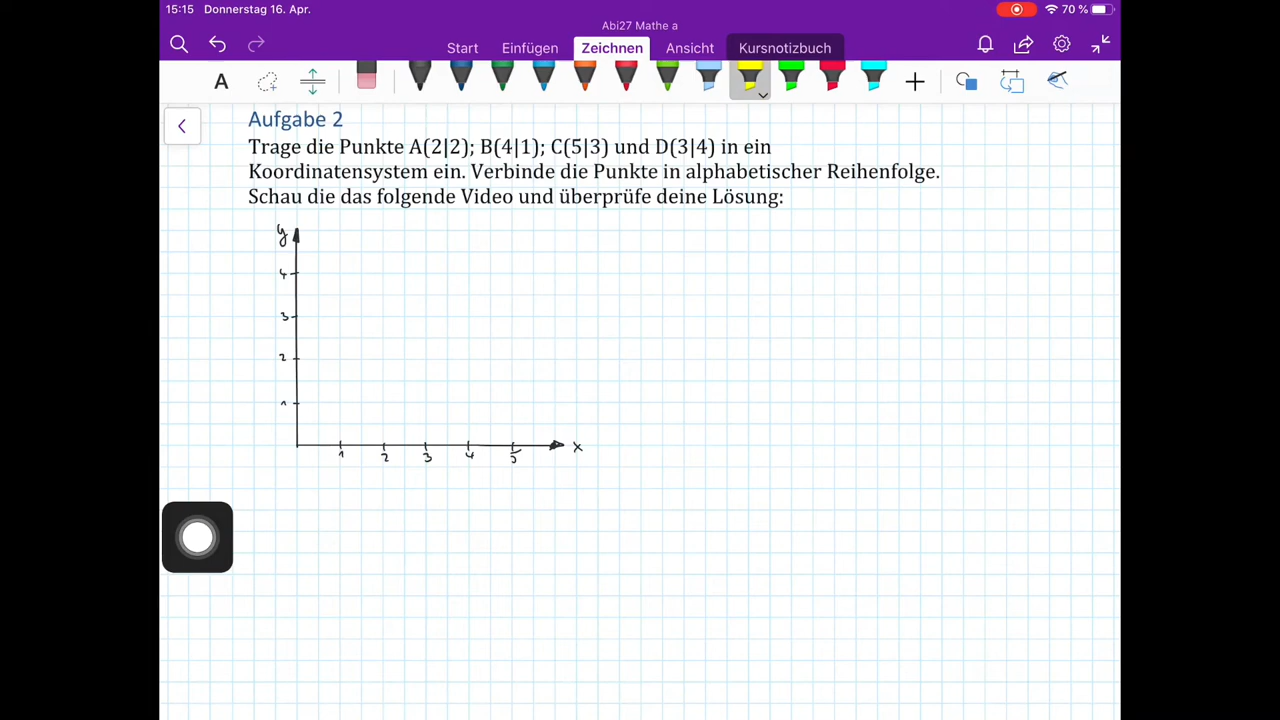 15:15 Donnerstag 16. Apr.
70 %
Abi27 Mathe a
Start Einfügen Zeichnen Ansicht Kursnotizbuch
A
Aufgabe 2
Trage die Punkte A(2|2); B(4|1); C(5|3) und D(3|4) in ein
Koordinatensystem ein. Verbinde die Punkte in alphabetischer Reihenfolge.
Schau die das folgende Video und überprüfe deine Lösung:
y
4
3
2
1
x
1 2 3 4 5